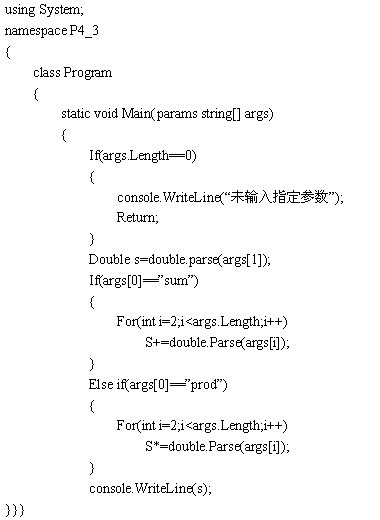 using System;
namespace P4_3
{
class Program
{
static void Main( params string[] args)
{
If(args.Length==0)
{
console.WriteLine(“未输入指定参数”);
Return;
}
Double s=double.parse(args[1]);
If(args[0]==”sum”)
{
For(int i=2;i<args.Length;i++)
S+=double.Parse(args[i]);
}
Else if(args[0]==”prod”)
{
For(int i=2;i<args.Length;i++)
S*=double.Parse(args[i]);
}
console.WriteLine(s);
}}}